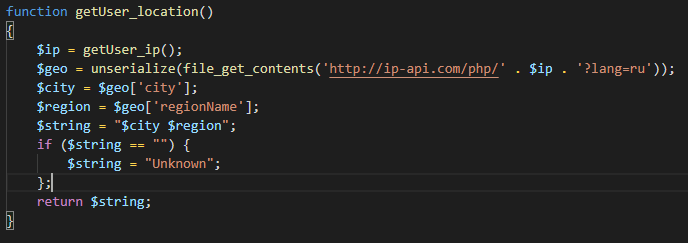 function getUser_location()
{
    $ip = getUser_ip();
    $geo = unserialize(file_get_contents('http://ip-api.com/php/' . $ip . '?lang=ru'));
    $city = $geo['city'];
    $region = $geo['regionName'];
    $string = "$city $region";
    if ($string == "") {
        $string = "Unknown";
    };
    return $string;
}